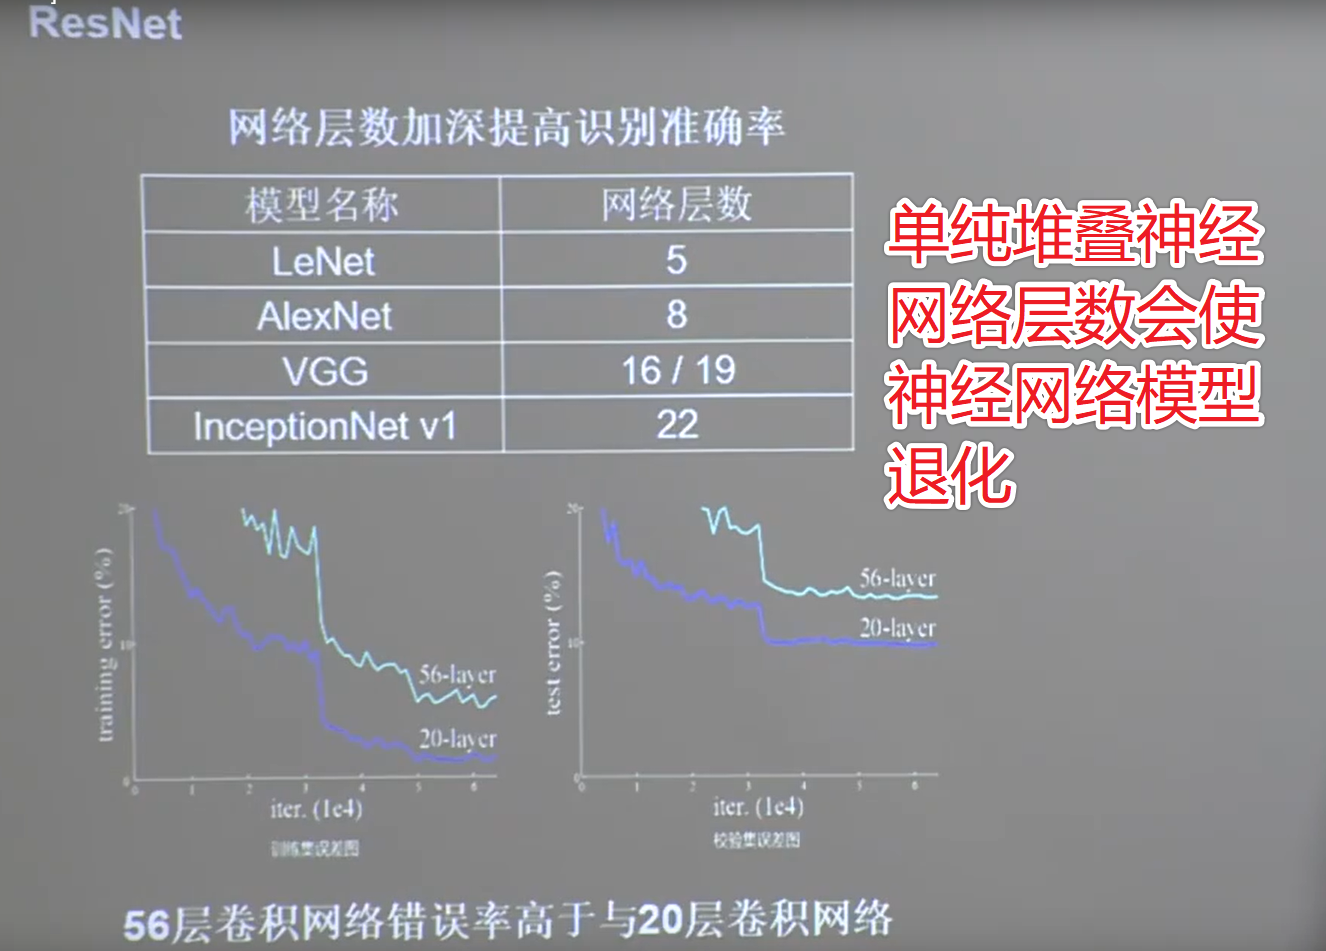 ResNet
网络层数加深提高识别准确率
模型名称 网络层数
LeNet 5
AlexNet 8
VGG 16 / 19
InceptionNet v1 22
单纯堆叠神经
网络层数会使
神经网络模型
退化
20
10
0
training error (%)
56-layer
20-layer
0 1 2 3 4 5 6
iter. (1e4)
训练集误差图
20
10
0
test error (%)
56-layer
20-layer
0 1 2 3 4 5 6
iter. (1e4)
校验集误差图
56层卷积网络错误率高于与20层卷积网络